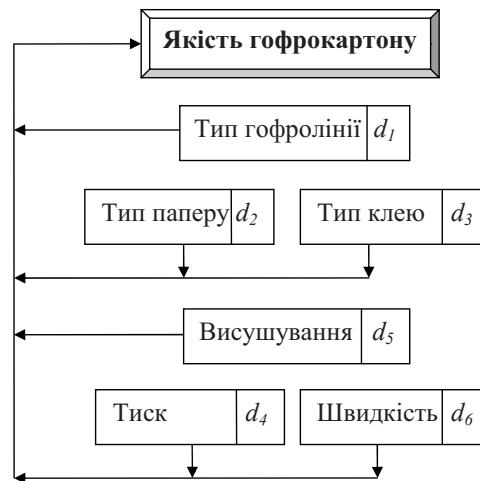 Якість гофрокартону
Тип гофролінії d1
Тип паперу d2 Тип клею d3
Висушування d5
Тиск d4 Швидкість d6